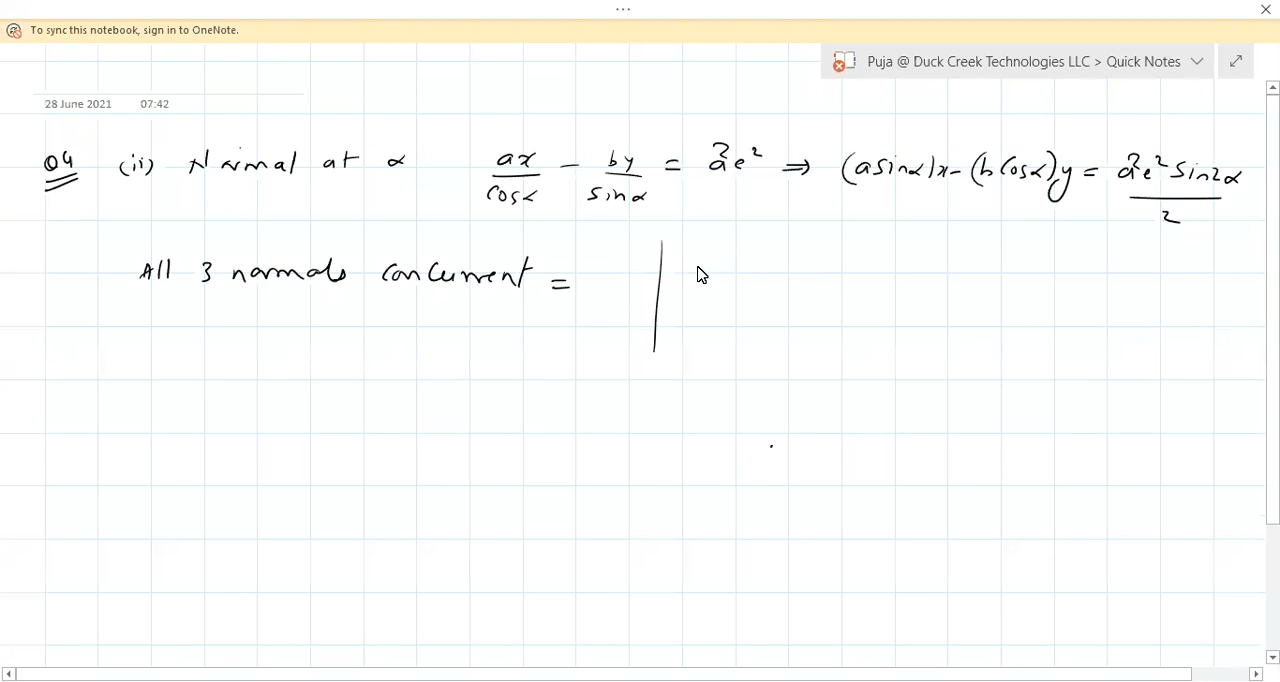 To sync this notebook, sign in to OneNote.
Puja @ Duck Creek Technologies LLC > Quick Notes
28 June 2021 07:42
Q4 (ii) Normal at α ax/cosα - by/sinα = a²e² ⇒ (a sinα)x - (b cosα)y = a²e² sin2α/2
All 3 normals concurrent =